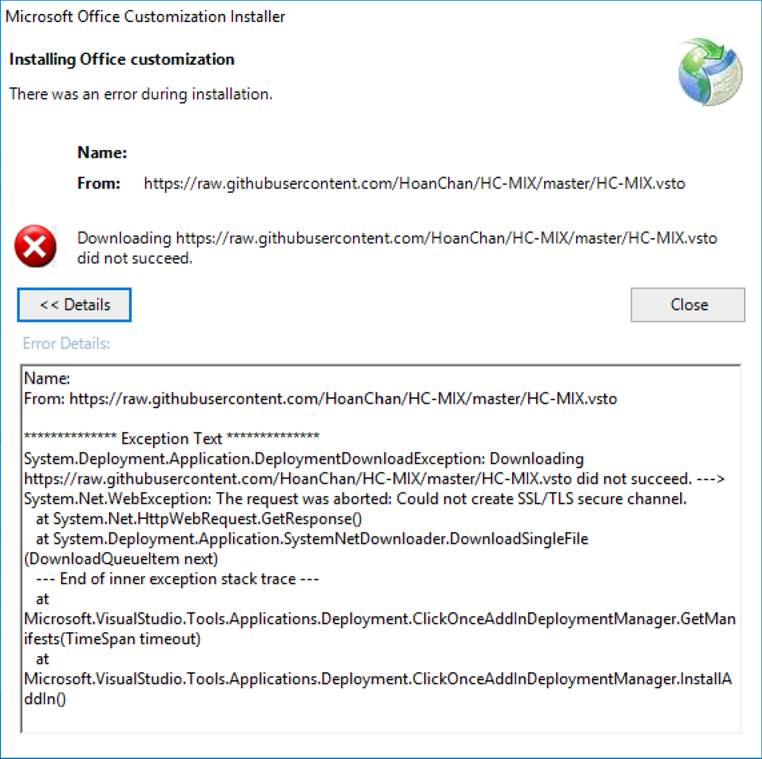 Microsoft Office Customization Installer
Installing Office customization
There was an error during installation.
Name:
From: https://raw.githubusercontent.com/HoanChan/HC-MIX/master/HC-MIX.vsto
Downloading https://raw.githubusercontent.com/HoanChan/HC-MIX/master/HC-MIX.vsto
did not succeed.
<< Details
Close
Error Details:
Name:
From: https://raw.githubusercontent.com/HoanChan/HC-MIX/master/HC-MIX.vsto
************** Exception Text **************
System.Deployment.Application.DeploymentDownloadException: Downloading
https://raw.githubusercontent.com/HoanChan/HC-MIX/master/HC-MIX.vsto did not succeed. --->
System.Net.WebException: The request was aborted: Could not create SSL/TLS secure channel.
at System.Net.HttpWebRequest.GetResponse()
at System.Deployment.Application.SystemNetDownloader.DownloadSingleFile
(DownloadQueueItem next)
--- End of inner exception stack trace ---
at
Microsoft.VisualStudio.Tools.Applications.Deployment.ClickOnceAddInDeploymentManager.GetMan
ifests(TimeSpan timeout)
at
Microsoft.VisualStudio.Tools.Applications.Deployment.ClickOnceAddInDeploymentManager.InstallA
ddIn()